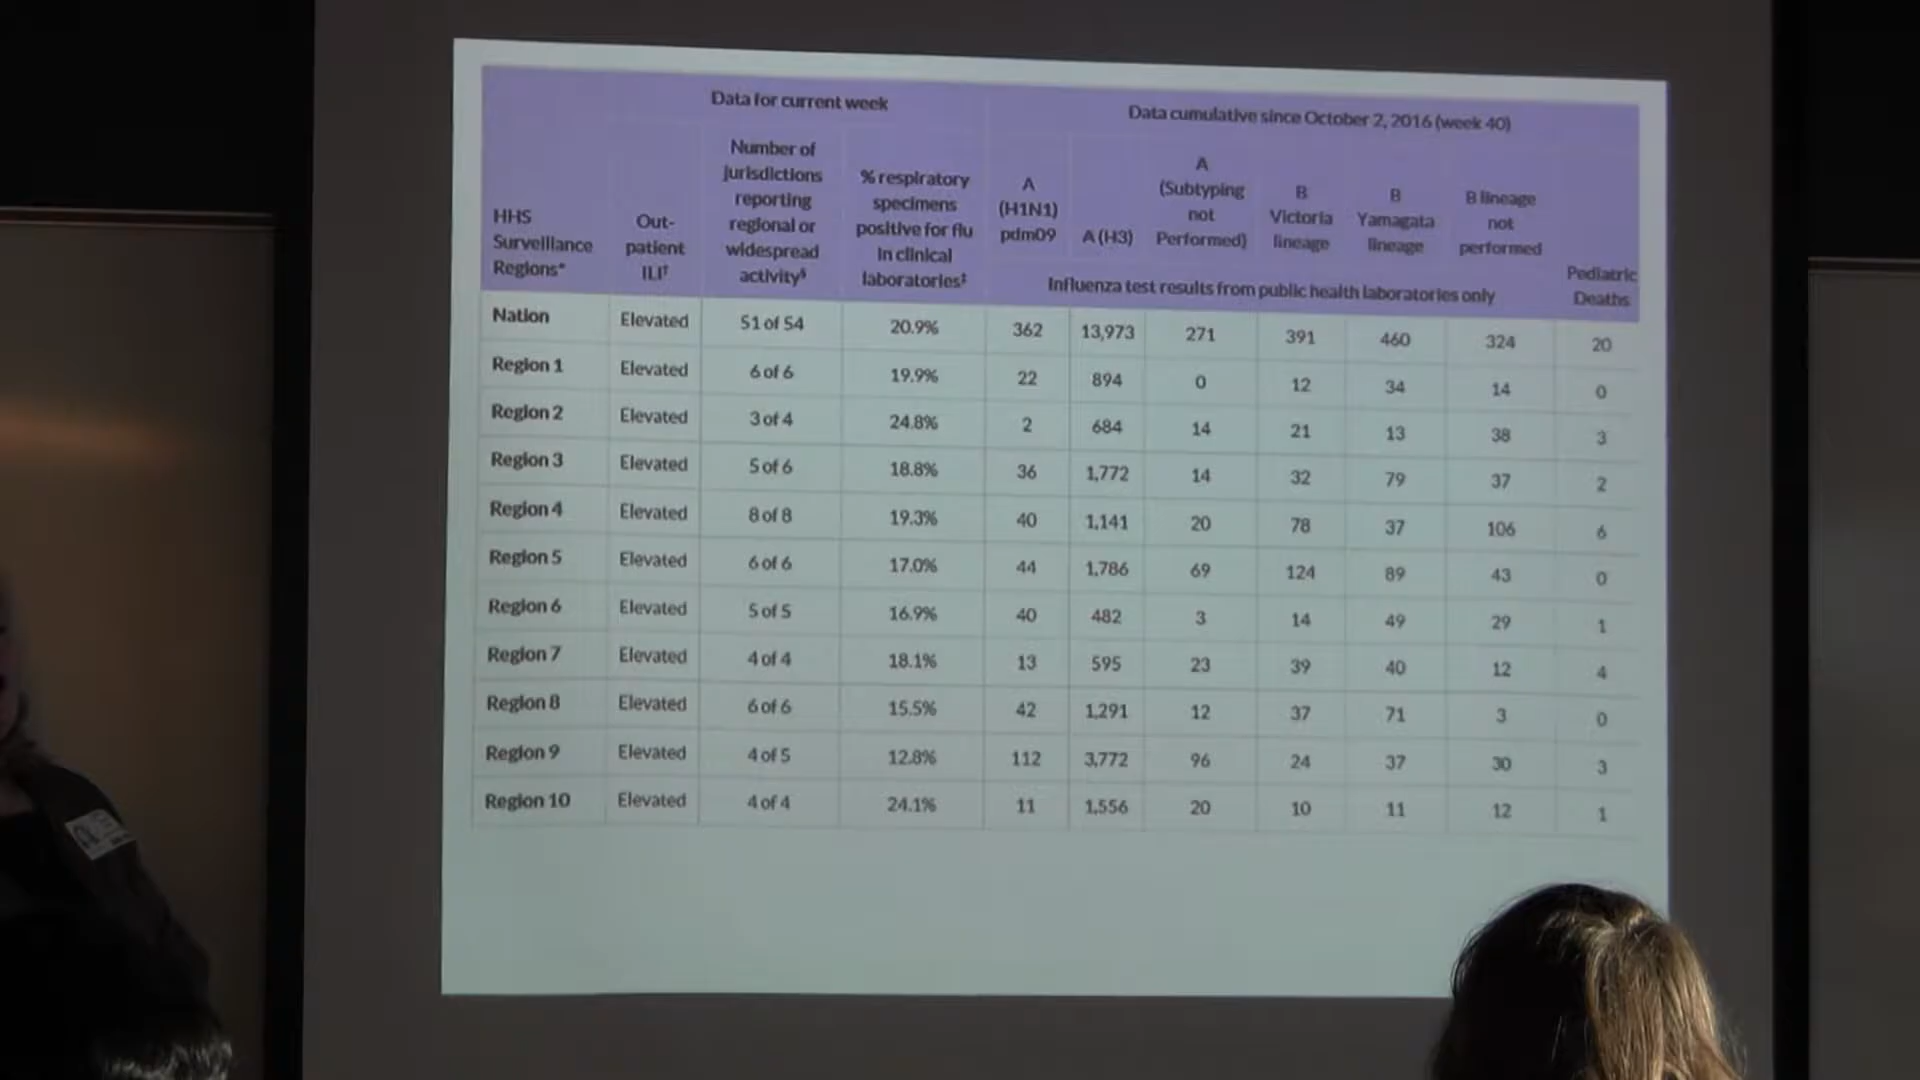 Data for current week
Data cumulative since October 2, 2016 (week 40)
HHS
Surveillance
Regions*
Out-
patient
ILI†
Number of
jurisdictions
reporting
regional or
widespread
activity§
% respiratory
specimens
positive for flu
in clinical
laboratories‡
A
(H1N1)
pdm09
A (H3)
A
(Subtyping
not
Performed)
B
Victoria
lineage
B
Yamagata
lineage
B lineage
not
performed
Pediatric
Deaths
Influenza test results from public health laboratories only
Nation Elevated 51 of 54 20.9% 362 13,973 271 391 460 324 20
Region 1 Elevated 6 of 6 19.9% 22 894 0 12 34 14 0
Region 2 Elevated 3 of 4 24.8% 2 684 14 21 13 38 3
Region 3 Elevated 5 of 6 18.8% 36 1,772 14 32 79 37 2
Region 4 Elevated 8 of 8 19.3% 40 1,141 20 78 37 106 6
Region 5 Elevated 6 of 6 17.0% 44 1,786 69 124 89 43 0
Region 6 Elevated 5 of 5 16.9% 40 482 3 14 49 29 1
Region 7 Elevated 4 of 4 18.1% 13 595 23 39 40 12 4
Region 8 Elevated 6 of 6 15.5% 42 1,291 12 37 71 3 0
Region 9 Elevated 4 of 5 12.8% 112 3,772 96 24 37 30 3
Region 10 Elevated 4 of 4 24.1% 11 1,556 20 10 11 12 1